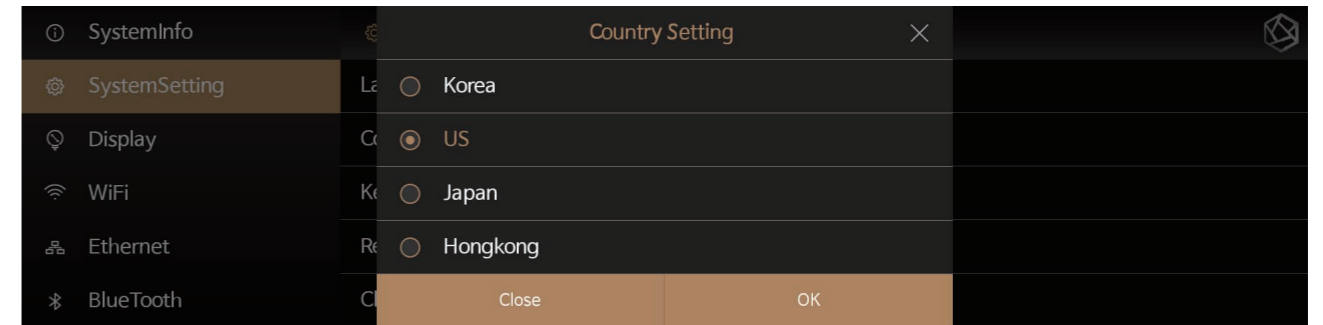 SystemInfo
Country Setting
SystemSetting
Korea
Display
US
WiFi
Japan
Ethernet
Hongkong
BlueTooth
Close
OK